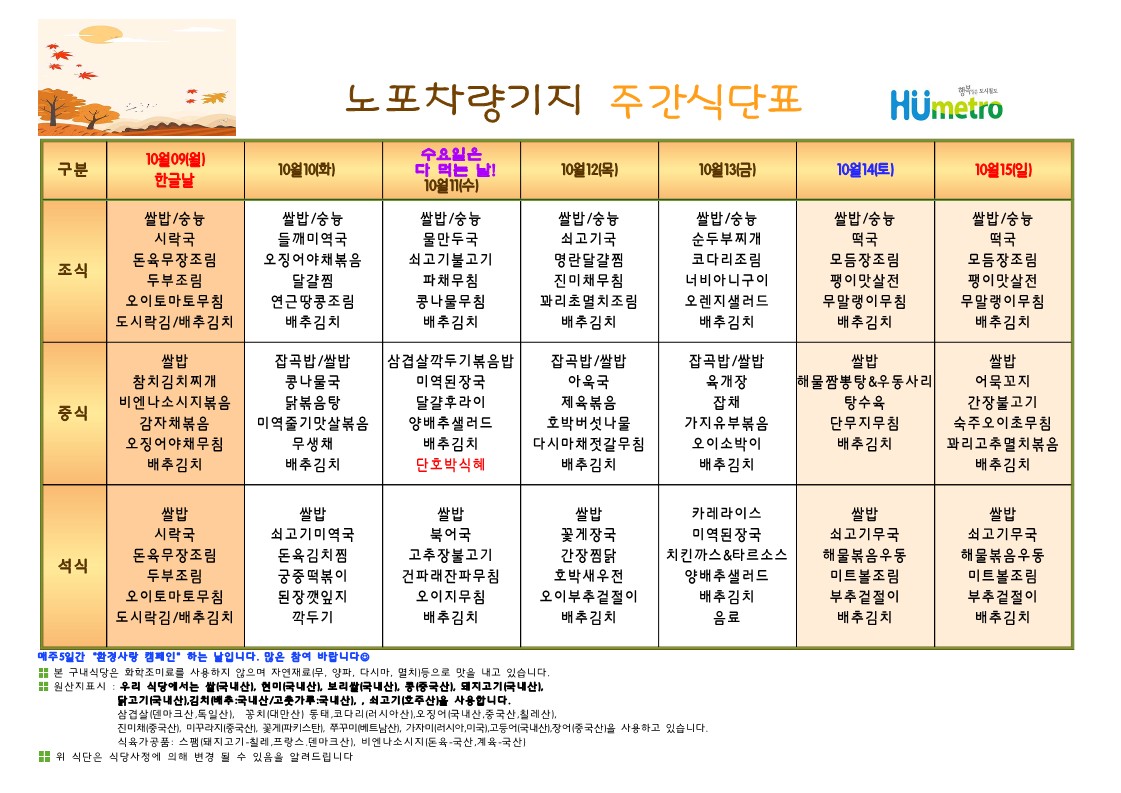 노포차량기지 주간식단표
행복을 주는 도시철도
Hümetro
구분
10월09(월)
한글날
10월10(화)
수요일은
다 먹는 날!
10월11(수)
10월12(목)
10월13(금)
10월14(토)
10월15(일)
조식
쌀밥/숭늉
시락국
돈육무장조림
두부조림
오이토마토무침
도시락김/배추김치
쌀밥/숭늉
들깨미역국
오징어야채볶음
달걀찜
연근땅콩조림
배추김치
쌀밥/숭늉
물만두국
쇠고기불고기
파채무침
콩나물무침
배추김치
쌀밥/숭늉
쇠고기국
명란달걀찜
진미채무침
꽈리초멸치조림
배추김치
쌀밥/숭늉
순두부찌개
코다리조림
너비아니구이
오렌지샐러드
배추김치
쌀밥/숭늉
떡국
모듬장조림
팽이맛살전
무말랭이무침
배추김치
쌀밥/숭늉
떡국
모듬장조림
팽이맛살전
무말랭이무침
배추김치
중식
쌀밥
참치김치찌개
비엔나소시지볶음
감자채볶음
오징어야채무침
배추김치
잡곡밥/쌀밥
콩나물국
닭볶음탕
미역줄기맛살볶음
무생채
배추김치
삼겹살깍두기볶음밥
미역된장국
달걀후라이
양배추샐러드
배추김치
단호박식혜
잡곡밥/쌀밥
아욱국
제육볶음
호박버섯나물
다시마채젓갈무침
배추김치
잡곡밥/쌀밥
육개장
잡채
가지유부볶음
오이소박이
배추김치
쌀밥
해물짬뽕탕&우동사리
탕수육
단무지무침
배추김치
쌀밥
어묵꼬지
간장불고기
숙주오이초무침
꽈리고추멸치볶음
배추김치
석식
쌀밥
시락국
돈육무장조림
두부조림
오이토마토무침
도시락김/배추김치
쌀밥
쇠고기미역국
돈육김치찜
궁중떡볶이
된장깻잎지
깍두기
쌀밥
북어국
고추장불고기
건파래잔파무침
오이지무침
배추김치
쌀밥
꽃게장국
간장찜닭
호박새우전
오이부추겉절이
배추김치
카레라이스
미역된장국
치킨까스&타르소스
양배추샐러드
배추김치
음료
쌀밥
쇠고기무국
해물볶음우동
미트볼조림
부추겉절이
배추김치
쌀밥
쇠고기무국
해물볶음우동
미트볼조림
부추겉절이
배추김치
매주5일간 "환경사랑 캠페인" 하는 날입니다. 많은 참여 바랍니다☺
본 구내식당은 화학조미료를 사용하지 않으며 자연재료(무, 양파, 다시마, 멸치)등으로 맛을 내고 있습니다.
원산지표시 : 우리 식당에서는 쌀(국내산), 현미(국내산), 보리쌀(국내산), 콩(중국산), 돼지고기(국내산),
닭고기(국내산),김치(배추:국내산/고춧가루:국내산), , 쇠고기(호주산)을 사용합니다.
삼겹살(덴마크산,독일산), 꽁치(대만산) 동태,코다리(러시아산),오징어(국내산,중국산,칠레산),
진미채(중국산), 미꾸라지(중국산), 꽃게(파키스탄), 쭈꾸미(베트남산), 가자미(러시아,미국),고등어(국내산),장어(중국산)을 사용하고 있습니다.
식육가공품: 스팸(돼지고기-칠레,프랑스.덴마크산), 비엔나소시지(돈육-국산,계육-국산)
위 식단은 식당사정에 의해 변경 될 수 있음을 알려드립니다